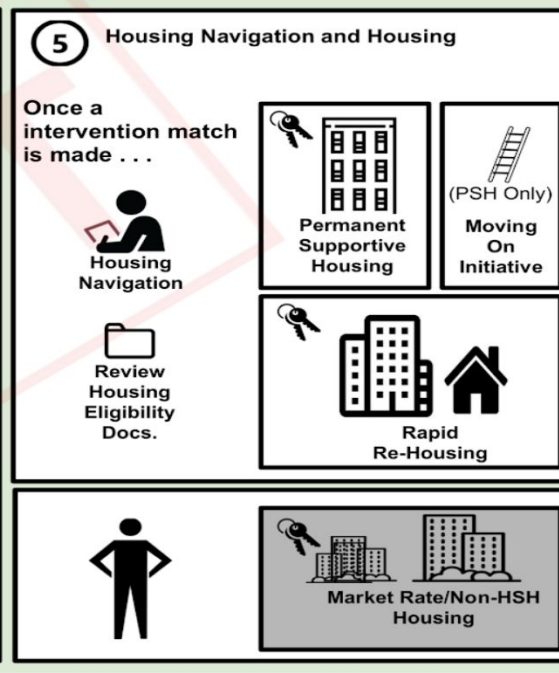 5
Housing Navigation and Housing
Once a
intervention match
is made . . .
Housing
Navigation
Review
Housing
Eligibility
Docs.
Permanent
Supportive
Housing
(PSH Only)
Moving
On
Initiative
Rapid
Re-Housing
Market Rate/Non-HSH
Housing